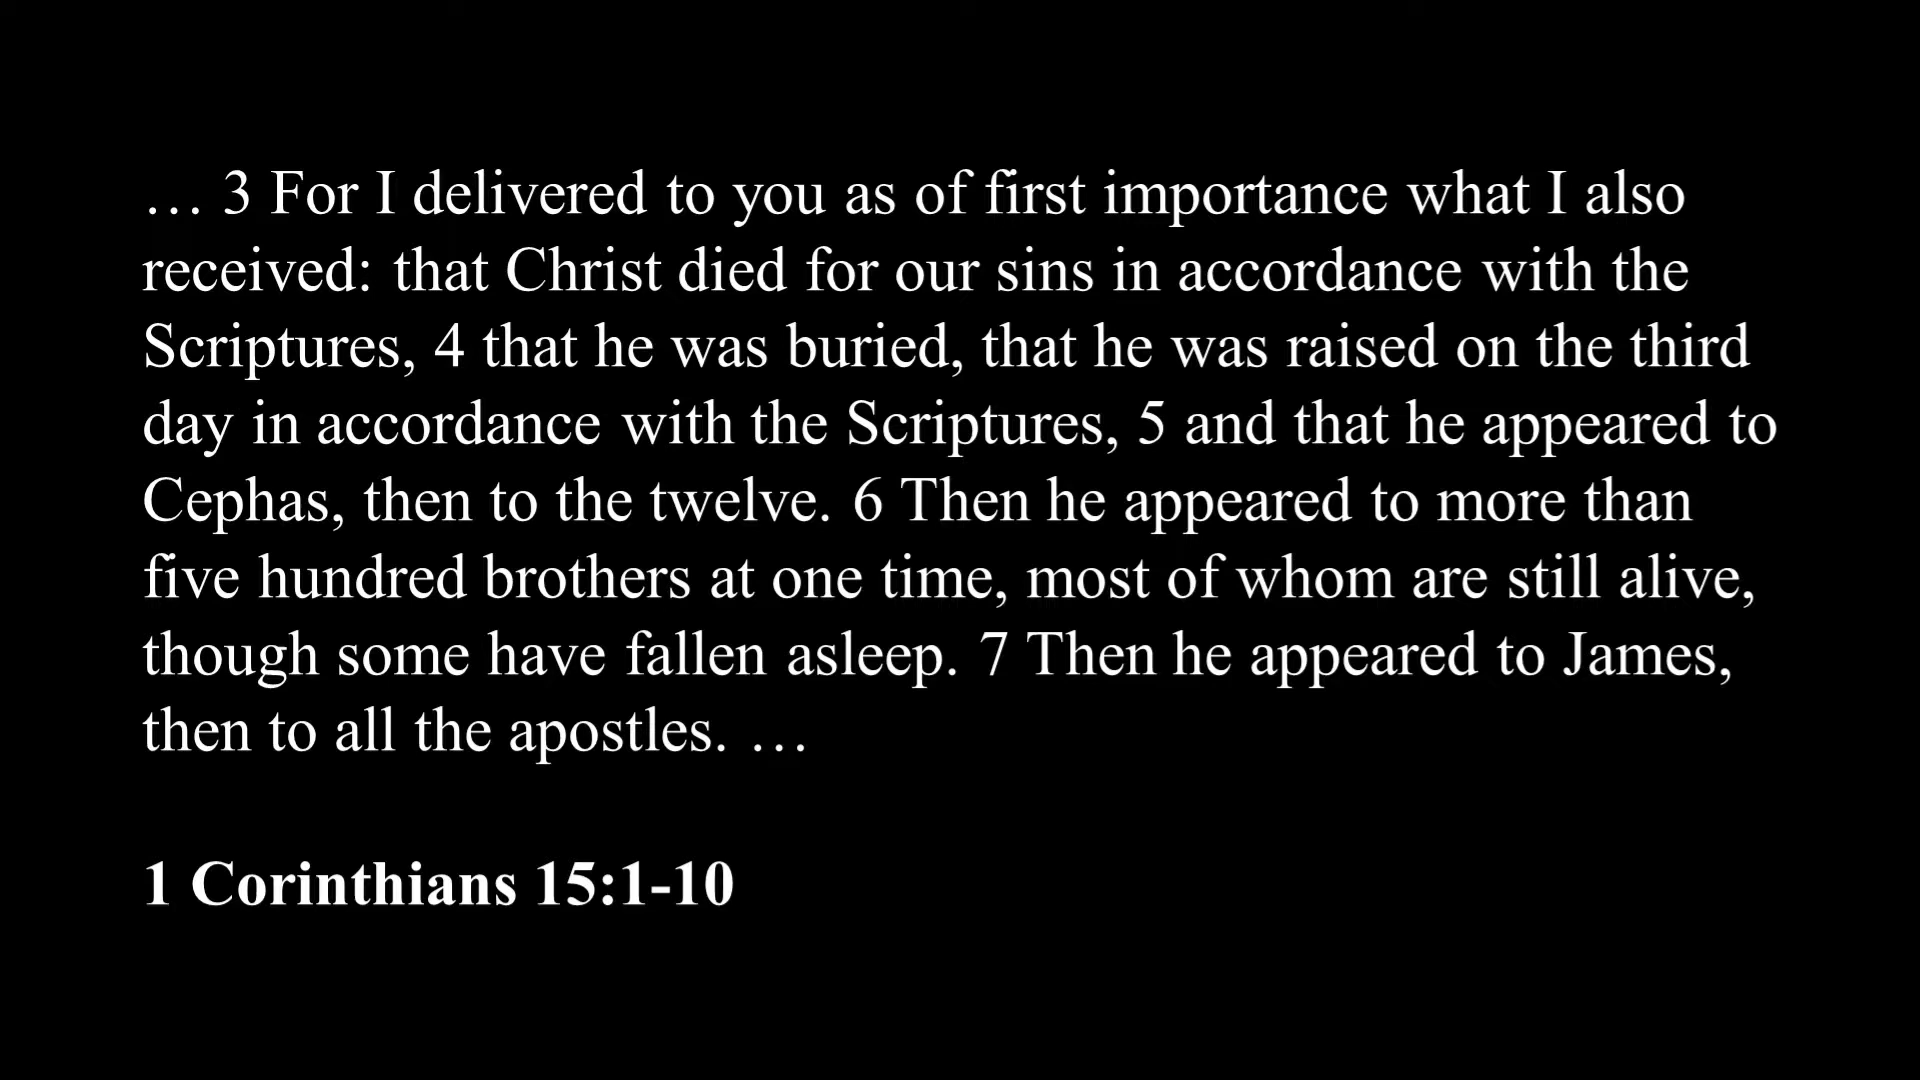 … 3 For I delivered to you as of first importance what I also
received: that Christ died for our sins in accordance with the
Scriptures, 4 that he was buried, that he was raised on the third
day in accordance with the Scriptures, 5 and that he appeared to
Cephas, then to the twelve. 6 Then he appeared to more than
five hundred brothers at one time, most of whom are still alive,
though some have fallen asleep. 7 Then he appeared to James,
then to all the apostles. …
1 Corinthians 15:1-10